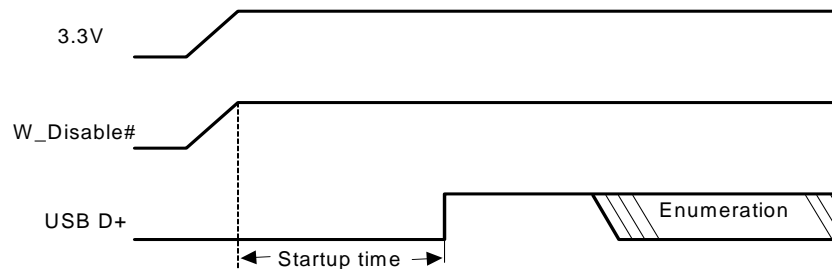 3.3V
W_Disable#
USB D+
Enumeration
Startup time